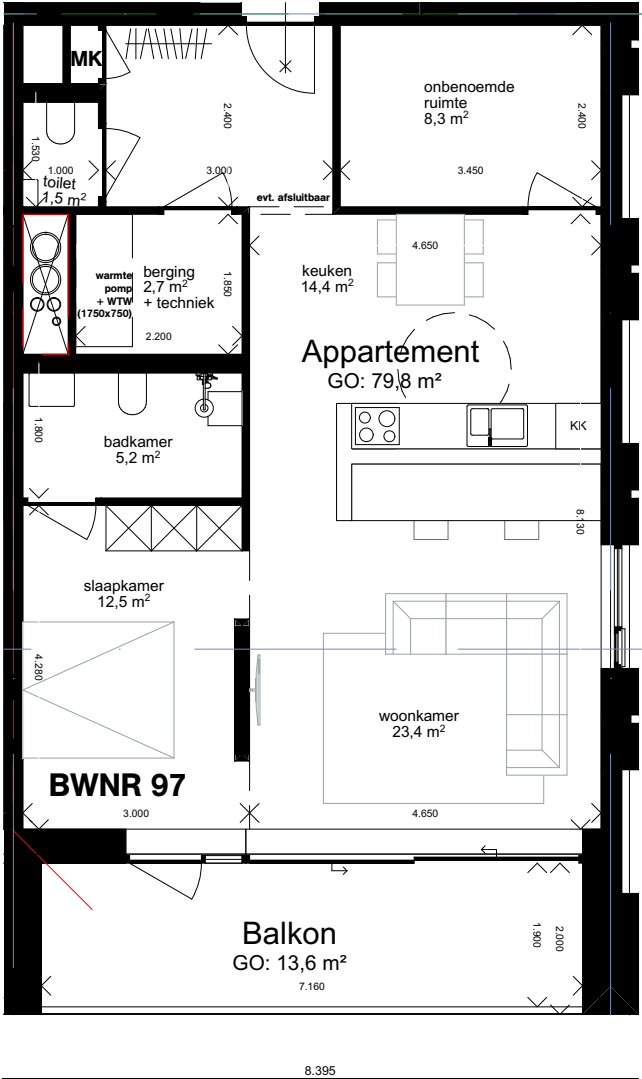 MK
onbenoemde
ruimte
8,3 m²
2.400
2.400
1.530
1.000
3.000
3.450
toilet
1,5 m²
evt. afsluitbaar
4.650
keuken
14,4 m²
warmte
pomp
+ WTW
(1750x750)
berging
2,7 m²
+ techniek
1.850
2.200
Appartement
GO: 79,8 m²
1.800
badkamer
5,2 m²
KK
8.130
slaapkamer
12,5 m²
4.280
woonkamer
23,4 m²
BWNR 97
3.000
4.650
Balkon
GO: 13,6 m²
1.900
2.000
7.160
8.395